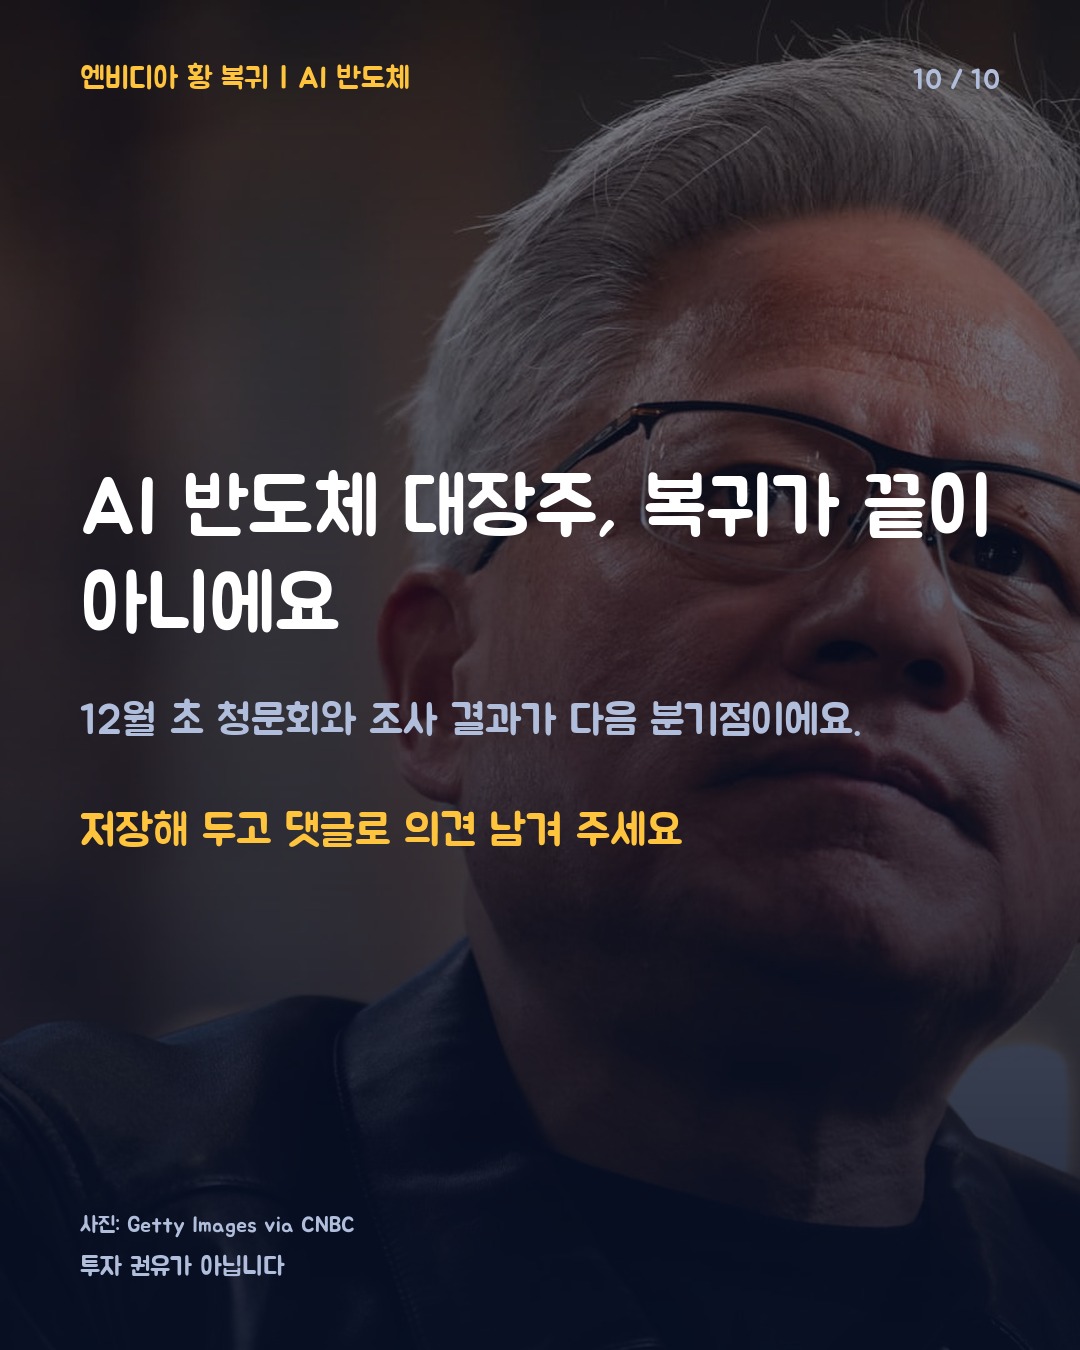 엔비디아 황 복귀 | AI 반도체
10 / 10
AI 반도체 대장주, 복귀가 끝이
아니에요
12월 초 청문회와 조사 결과가 다음 분기점이에요.
저장해 두고 댓글로 의견 남겨 주세요
사진: Getty Images via CNBC
투자 권유가 아닙니다